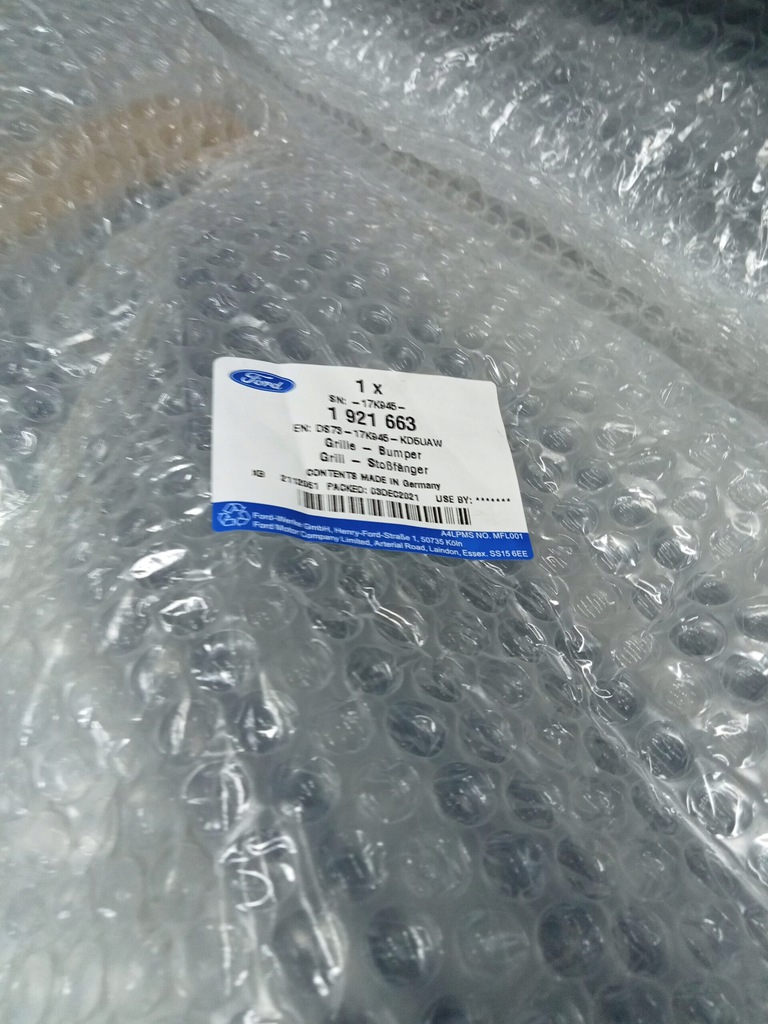 Ford
1 X
SN: -17K945-
1 921 663
EN: DS73-17K945-KD5UAW
Grille - Bumper
Grill - Stoßfänger
CONTENTS MADE IN Germany
PACKED: 03DEC2021 USE BY: *******
A4LPMS NO. MFL001
Ford-Werke GmbH, Henry-Ford-Straße 1, 50735 Köln
Ford Motor Company Limited, Arterial Road, Laindon, Essex. SS15 6EE